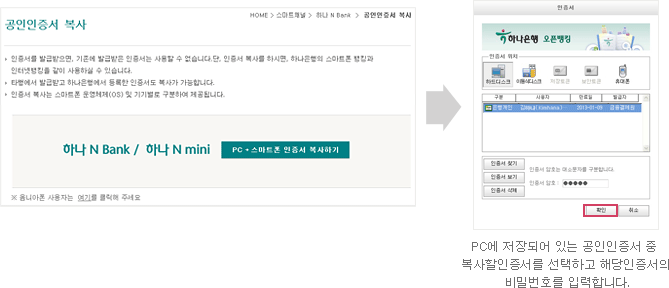 HOME > 스마트채널 > 하나 N Bank > 공인인증서 복사
공인인증서 복사
인증서를 발급받으면, 기존에 발급받은 인증서는 사용할 수 없습니다.단, 인증서 복사를 하시면, 하나은행의 스마트폰 뱅킹과
인터넷뱅킹을 같이 사용하실 수 있습니다.
타행에서 발급받고 하나은행에서 등록한 인증서도 복사가 가능합니다.
인증서 복사는 스마트폰 운영체제(OS) 및 기기별로 구분하여 제공됩니다.
하나 N Bank / 하나 N mini
PC • 스마트폰 인증서 복사하기
※ 옴니아폰 사용자는 여기를 클릭해 주세요
인증서
하나은행 오픈뱅킹
인증서 위치
하드디스크 이동식디스크 저장토큰 보안토큰 휴대폰
구분 사용자 만료일 발급자
은행개인 2013-01-09 금융결제원
인증서 찾기
인증서 보기
인증서 삭제
인증서 암호는 대소문자를 구분합니다.
인증서 암호 : ●●●●●
확인 취소
PC에 저장되어 있는 공인인증서 중
복사할인증서를 선택하고 해당인증서의
비밀번호를 입력합니다.